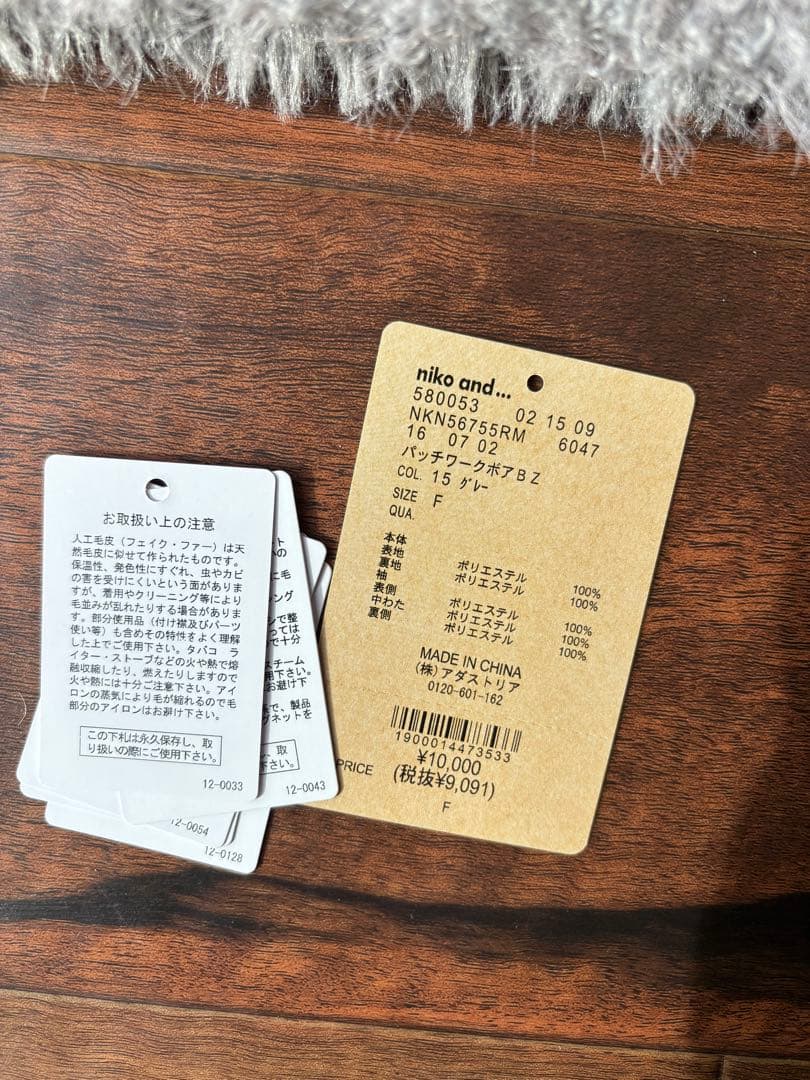 niko and...
580053 02 15 09
NKN56755RM 6047
16 07 02
パッチワークボアBZ
COL. 15 グレー
SIZE F
QUA.
本体
表地 ポリエステル 100%
裏地 ポリエステル 100%
袖
表側 ポリエステル 100%
中わた ポリエステル 100%
裏側 ポリエステル 100%
MADE IN CHINA
(株)アダストリア
0120-601-162
1900014473533
PRICE ¥10,000
(税抜¥9,091)
F
お取扱い上の注意
人工毛皮(フェイク・ファー)は天
然毛皮に似せて作られたものです。
保温性、発色性にすぐれ、虫やカビ
の害を受けにくいという面がありま
すが、着用やクリーニング等により
毛並みが乱れたりする場合がありま
す。部分使用品(付け襟及びパーツ
使い等)も含めその特性をよく理解
した上でご使用下さい。タバコ ラ
イター・ストーブなどの火や熱で熔
融収縮したり、燃えたりしますので
火や熱には十分ご注意下さい。アイ
ロンの蒸気により毛が縮れるので毛
部分のアイロンはお避け下さい。
この下札は永久保存し、取
り扱いの際にご使用下さい。
12-0033
12-0043
12-0054
12-0128